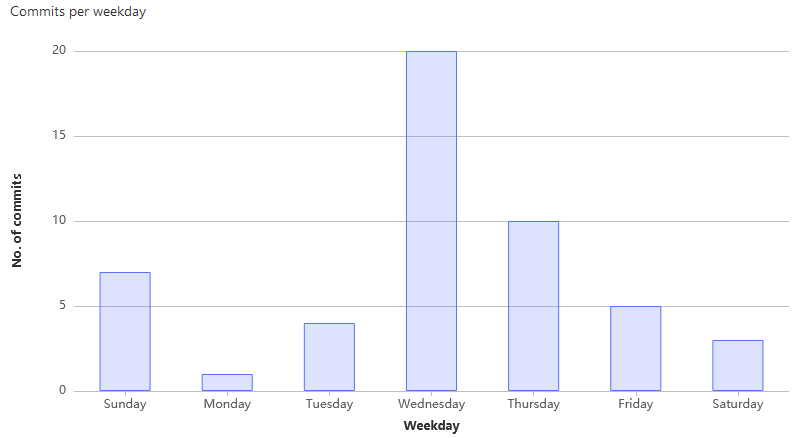 Commits per weekday
20
15
10
5
0
No. of commits
Sunday Monday Tuesday Wednesday Thursday Friday Saturday
Weekday